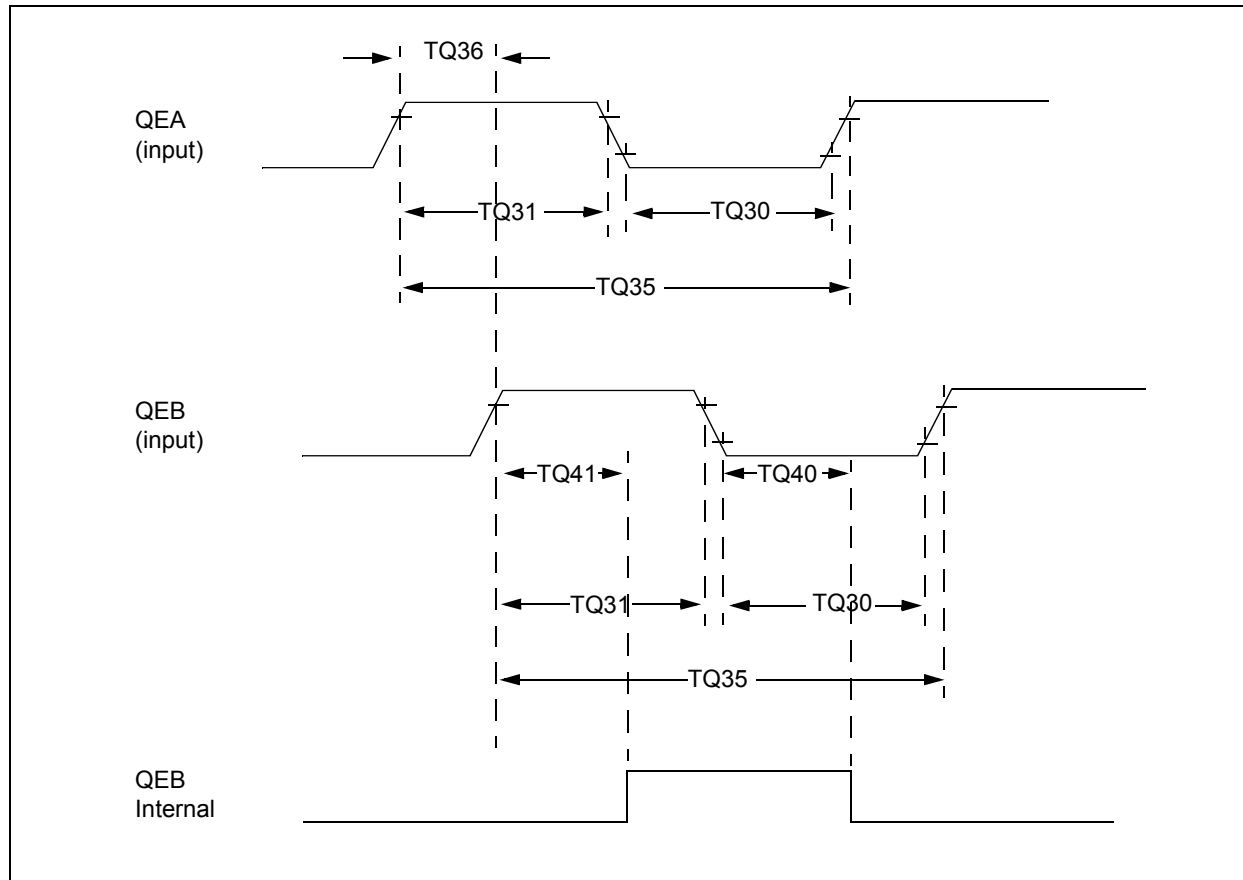 TQ36
QEA
(input)
TQ31
TQ30
TQ35
QEB
(input)
TQ41
TQ40
TQ31
TQ30
TQ35
QEB
Internal